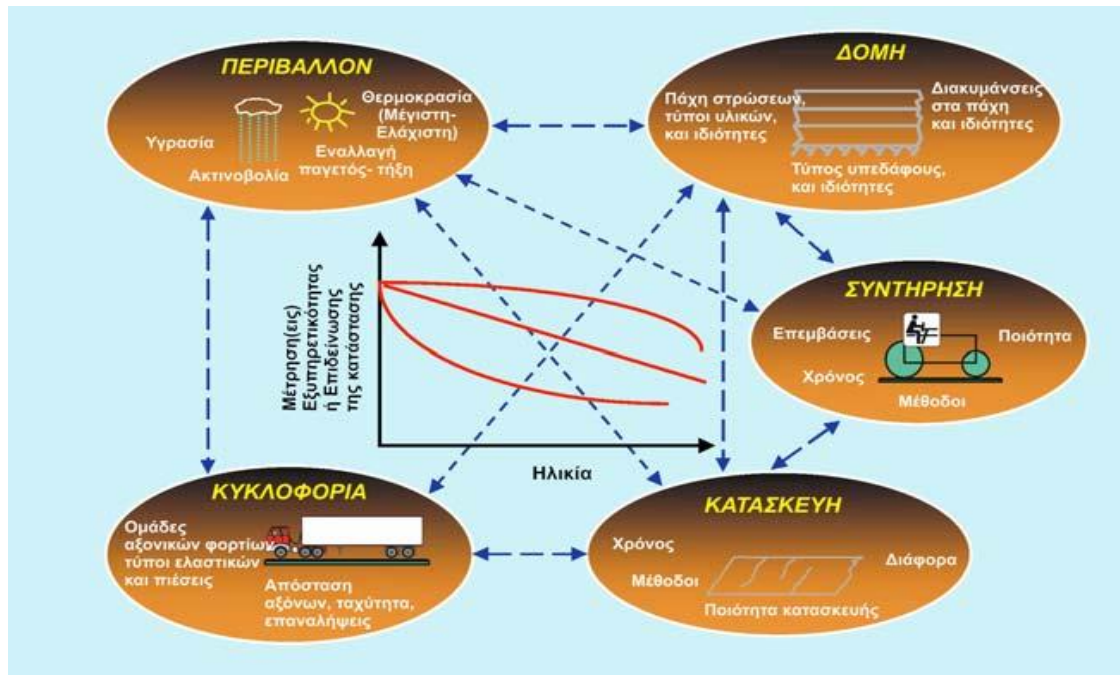 ΠΕΡΙΒΑΛΛΟΝ
Θερμοκρασία
(Μέγιστη-
Ελάχιστη)
Υγρασία
Εναλλαγή
παγετός- τήξη
Ακτινοβολία
ΔΟΜΗ
Πάχη στρώσεων,
τύποι υλικών,
και ιδιότητες
Διακυμάνσεις
στα πάχη
και ιδιότητες
Τύπος υπεδάφους,
και ιδιότητες
ΣΥΝΤΗΡΗΣΗ
Επεμβάσεις
Ποιότητα
Χρόνος
Μέθοδοι
Μέτρηση(εις)
Εξυπηρετικότητας
ή Επιδείνωσης
της κατάστασης
Ηλικία
ΚΥΚΛΟΦΟΡΙΑ
Ομάδες
αξονικών φορτίων,
τύποι ελαστικών
και πιέσεις
Απόσταση
αξόνων, ταχύτητα,
επαναλήψεις
ΚΑΤΑΣΚΕΥΗ
Χρόνος
Διάφορα
Μέθοδοι
Ποιότητα κατασκευής